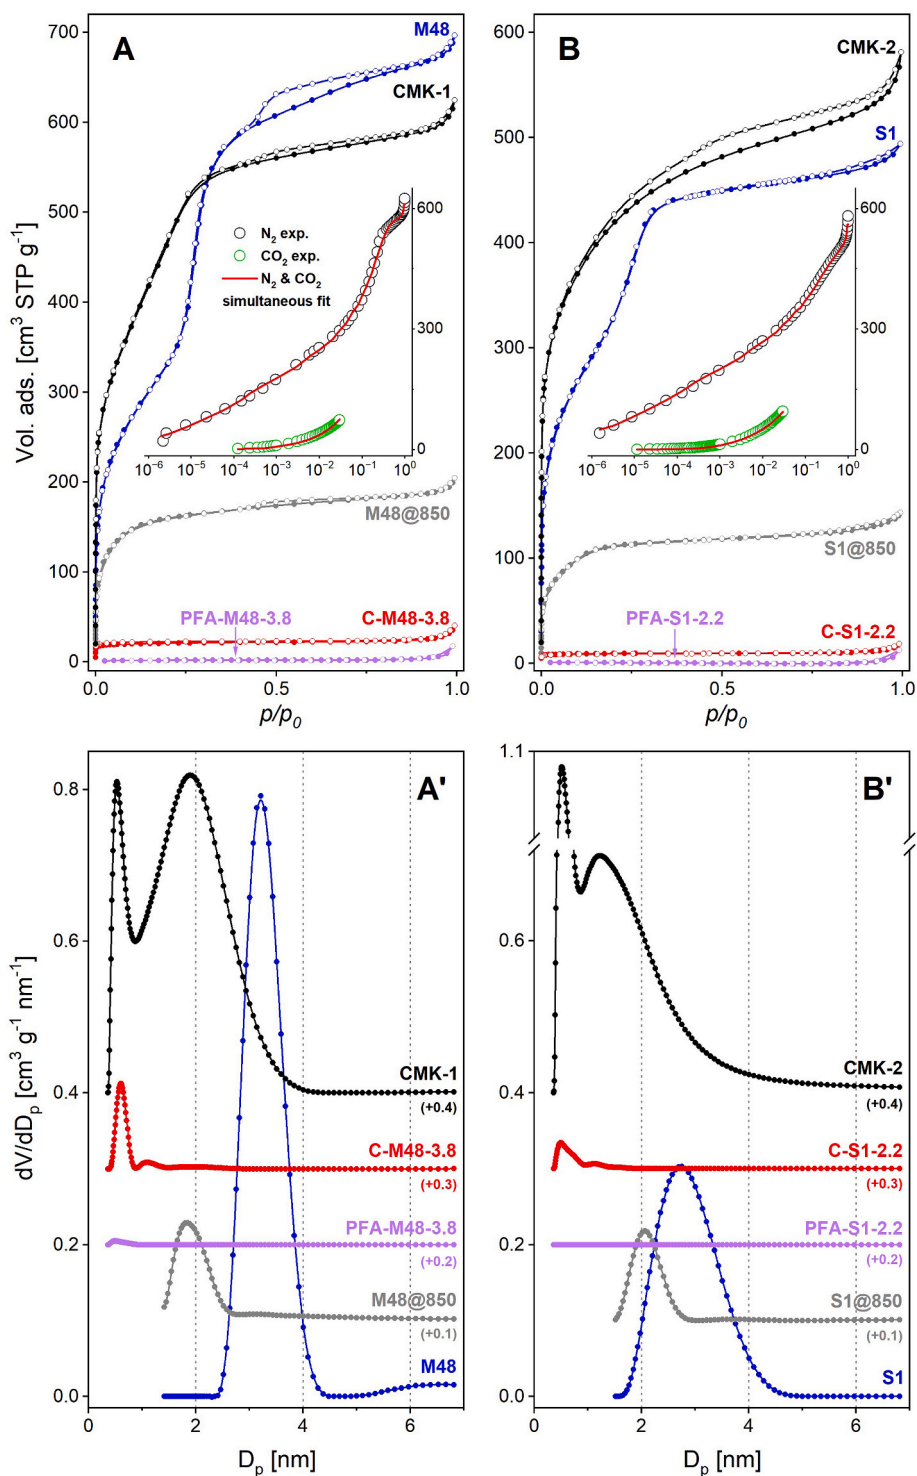 A
M48
CMK-1
N₂ exp.
CO₂ exp.
N₂ & CO₂
simultaneous fit
600
300
0
10⁻⁶ 10⁻⁵ 10⁻⁴ 10⁻³ 10⁻² 10⁻¹ 10⁰
M48@850
PFA-M48-3.8
C-M48-3.8
700
600
500
400
300
200
100
0
Vol. ads. [cm³ STP g⁻¹]
0.0 0.5 1.0
p/p₀
B
CMK-2
S1
600
300
0
10⁻⁶ 10⁻⁵ 10⁻⁴ 10⁻³ 10⁻² 10⁻¹ 10⁰
S1@850
PFA-S1-2.2
C-S1-2.2
600
500
400
300
200
100
0
0.0 0.5 1.0
p/p₀
A'
CMK-1
(+0.4)
C-M48-3.8
(+0.3)
PFA-M48-3.8
(+0.2)
M48@850
(+0.1)
M48
0.8
0.6
0.4
0.2
0.0
dV/dDₚ [cm³ g⁻¹ nm⁻¹]
0 2 4 6
Dₚ [nm]
B'
CMK-2
(+0.4)
C-S1-2.2
(+0.3)
PFA-S1-2.2
(+0.2)
S1@850
(+0.1)
S1
1.1
0.6
0.4
0.2
0.0
0 2 4 6
Dₚ [nm]